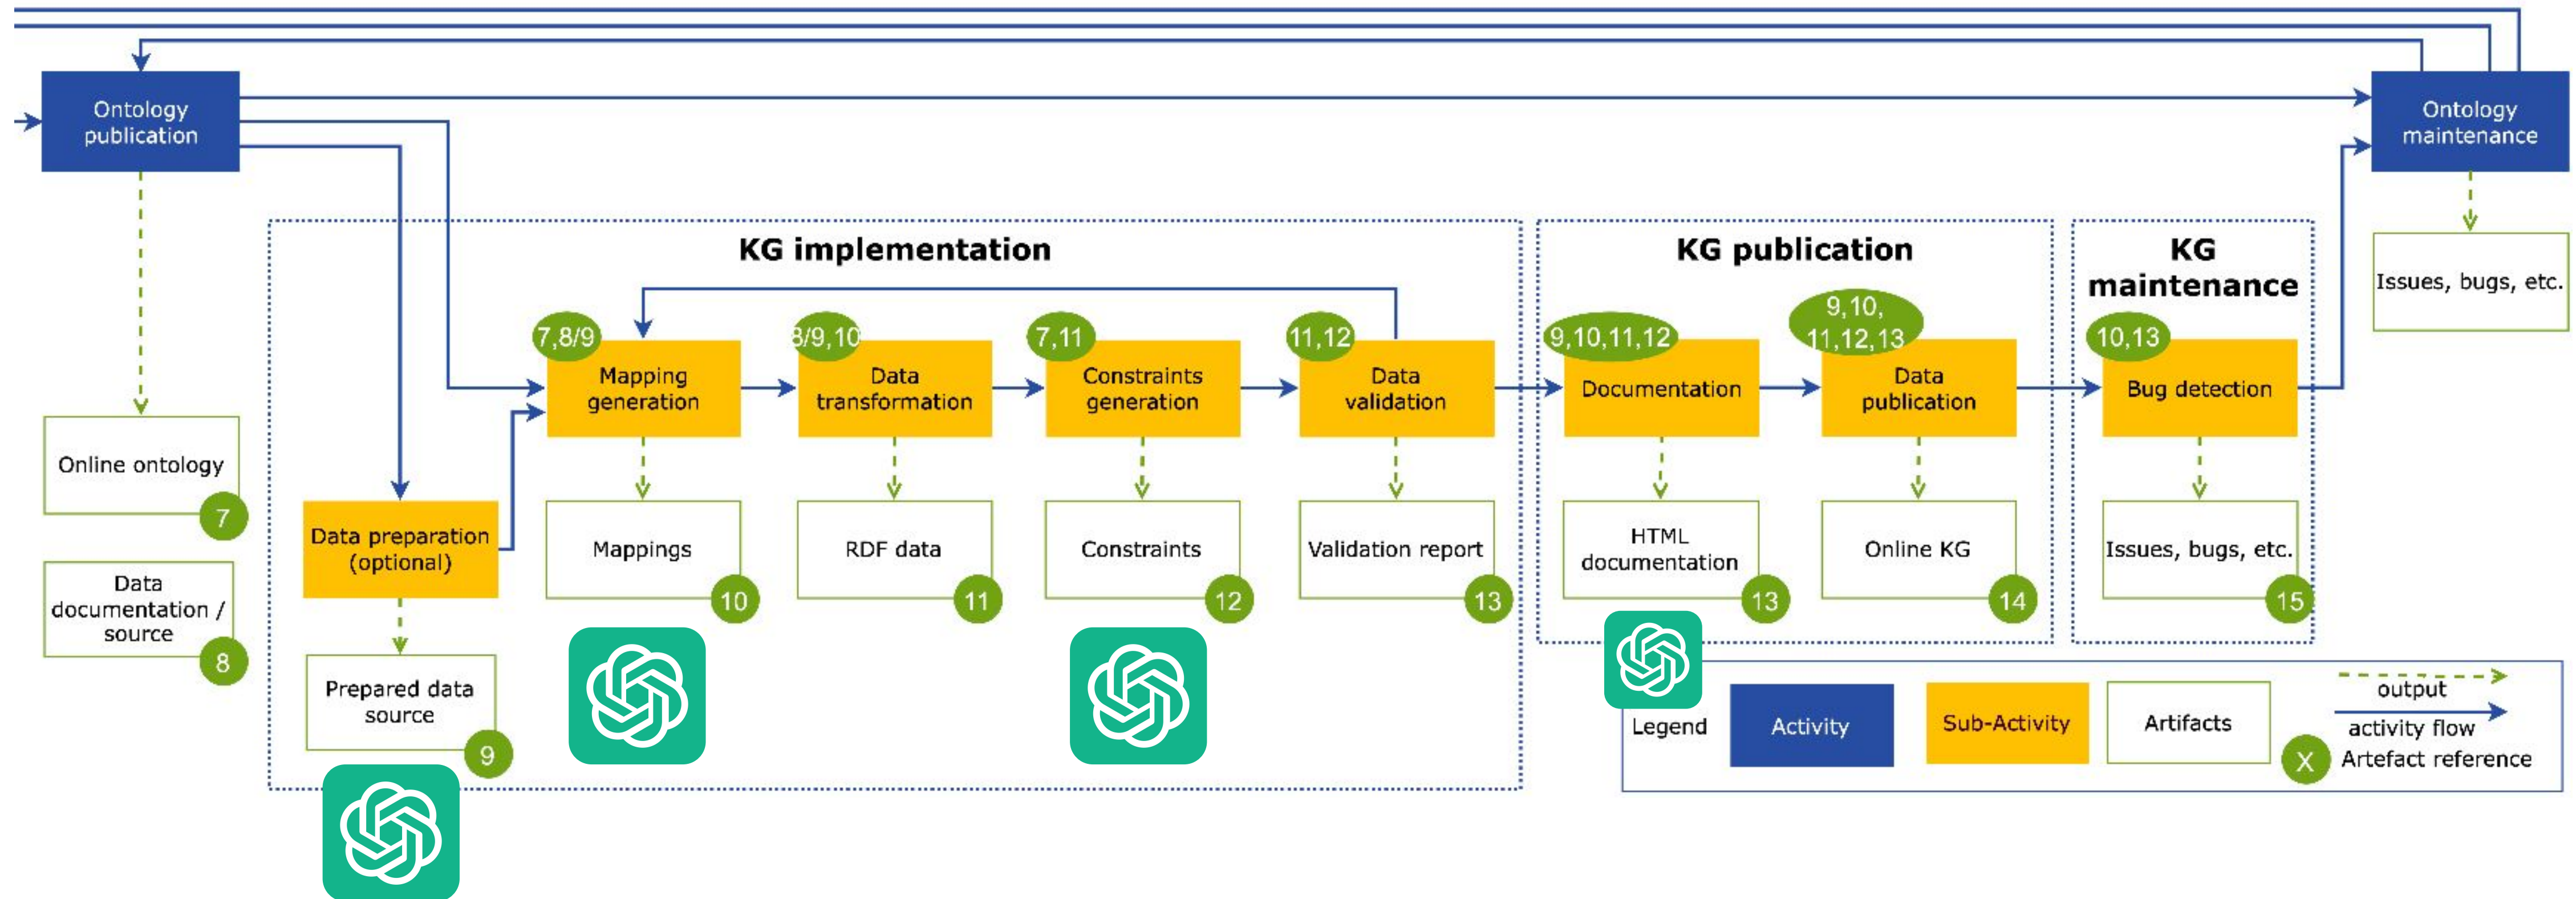 Ontology
publication
Ontology
maintenance
KG implementation
KG publication
KG
maintenance
Issues, bugs, etc.
7,8/9
8/9,10
7,11
11,12
9,10,11,12
9,10,
11,12,13
10,13
Mapping
generation
Data
transformation
Constraints
generation
Data
validation
Documentation
Data
publication
Bug detection
Online ontology
7
Data preparation
(optional)
Mappings
10
RDF data
11
Constraints
12
Validation report
13
HTML
documentation
13
Online KG
14
Issues, bugs, etc.
15
Data
documentation /
source
8
Prepared data
source
9
Legend
Activity
Sub-Activity
Artifacts
output
activity flow
X
Artefact reference